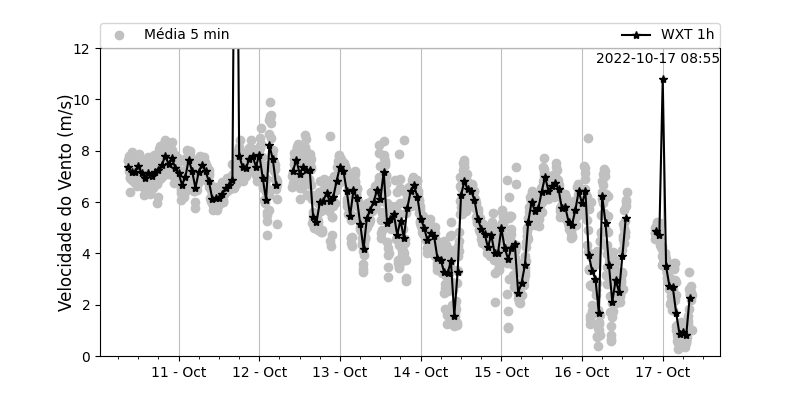 Média 5 min
WXT 1h
2022-10-17 08:55
Velocidade do Vento (m/s)
12
10
8
6
4
2
0
11 - Oct
12 - Oct
13 - Oct
14 - Oct
15 - Oct
16 - Oct
17 - Oct